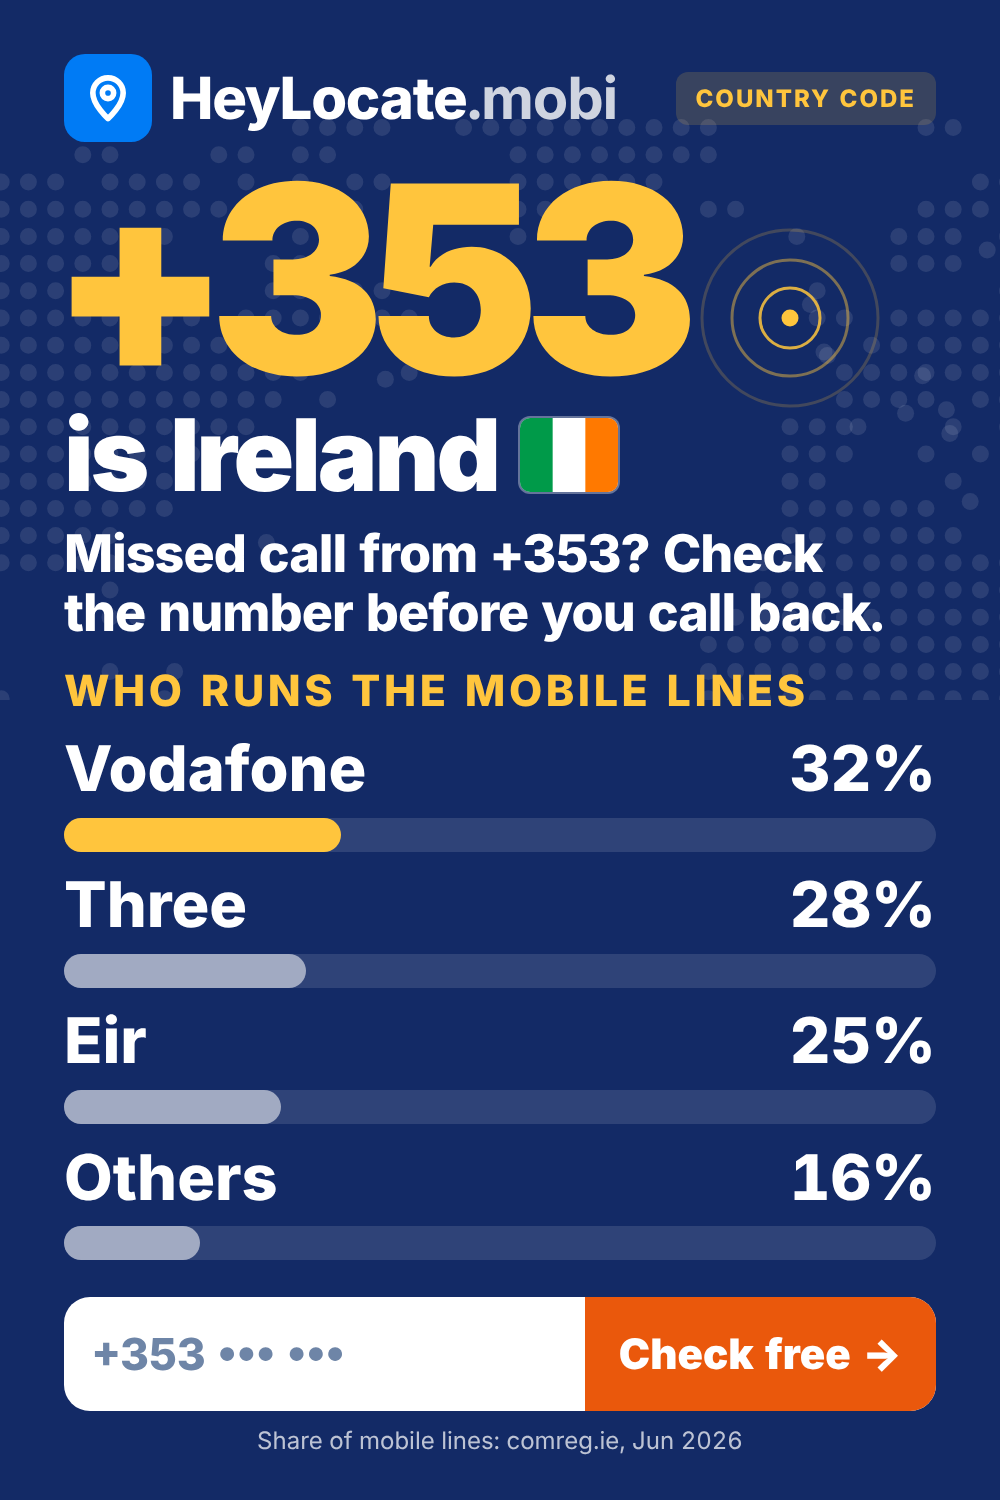 HeyLocate.mobi
COUNTRY CODE
+353
is Ireland
Missed call from +353? Check
the number before you call back.
WHO RUNS THE MOBILE LINES
Vodafone 32%
Three 28%
Eir 25%
Others 16%
+353 ••• •••
Check free →
Share of mobile lines: comreg.ie, Jun 2026